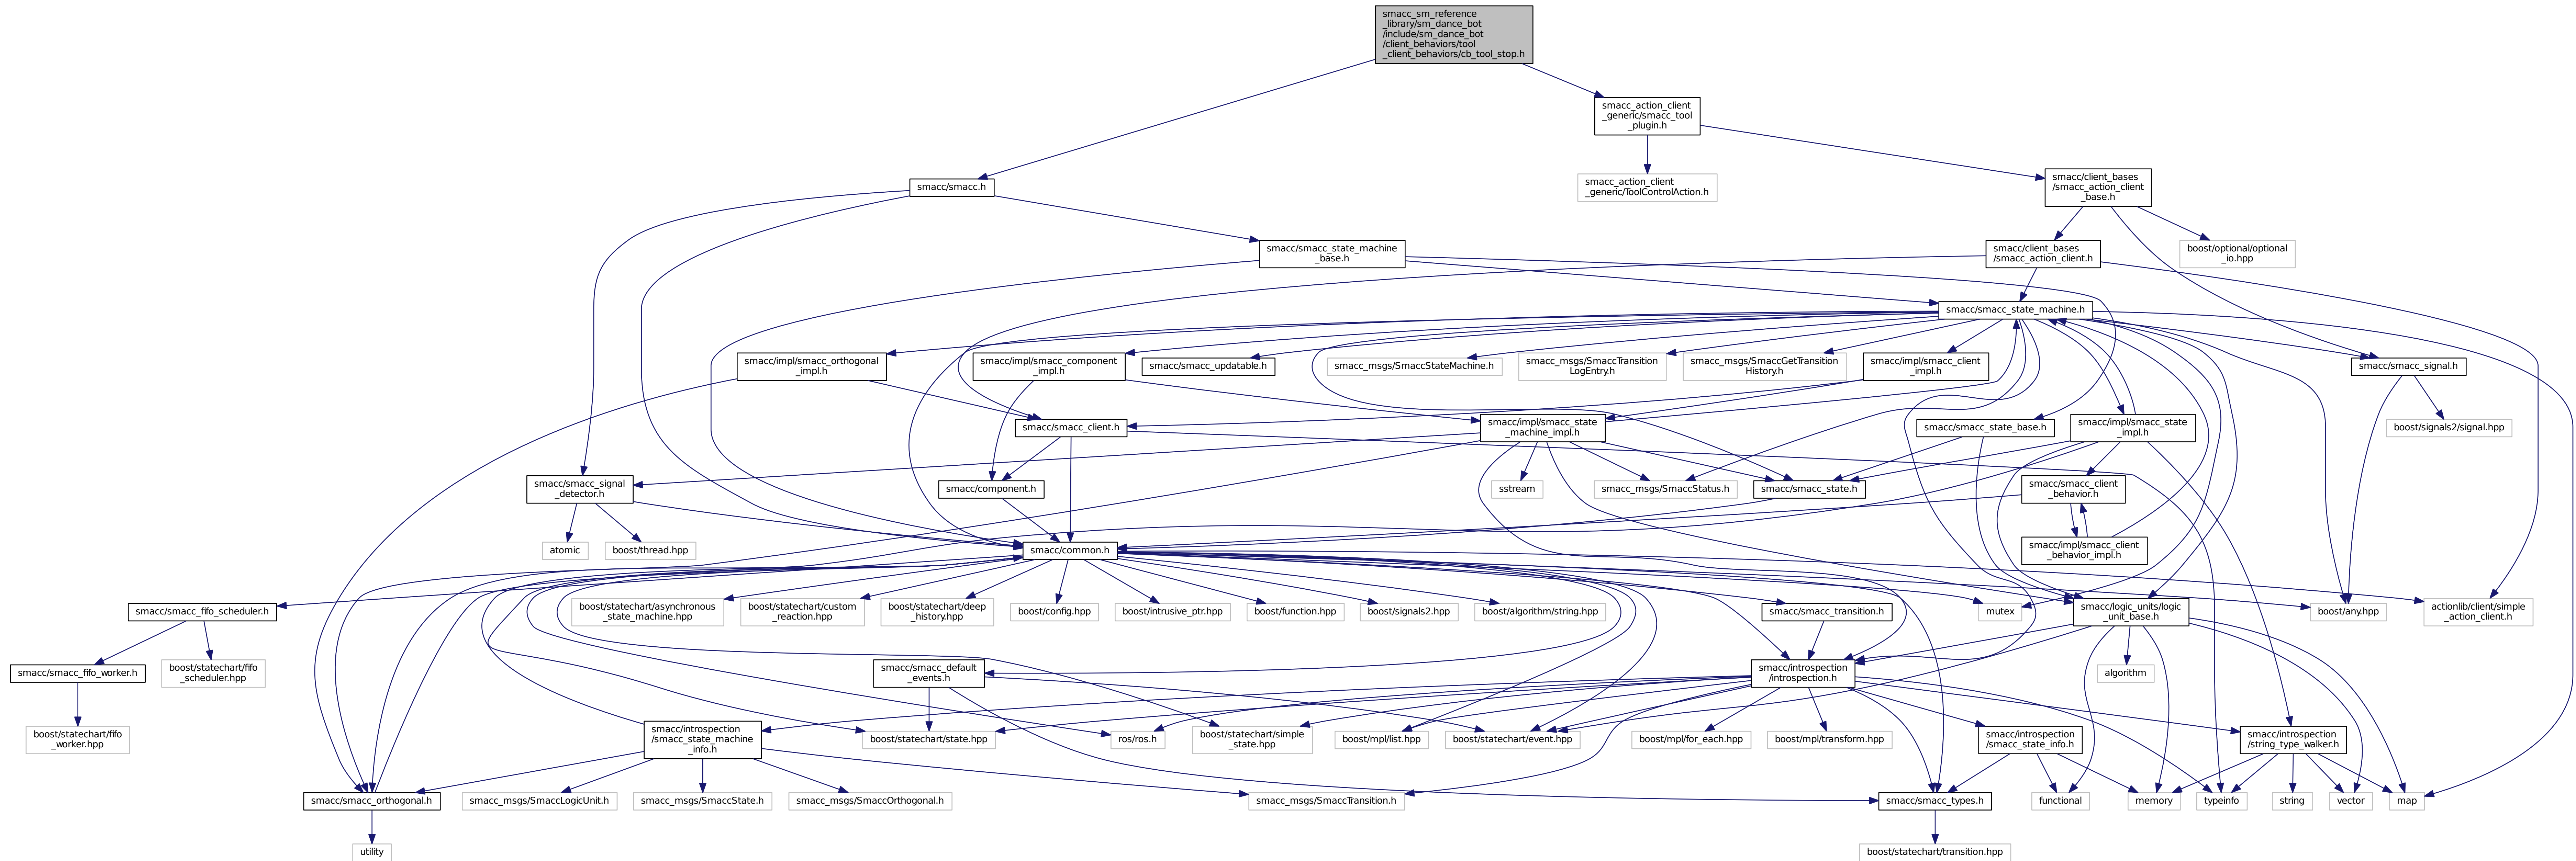 smacc_sm_reference
_library/sm_dance_bot
/include/sm_dance_bot
/client_behaviors/tool
_client_behaviors/cb_tool_stop.h
smacc_action_client
_generic/smacc_tool
_plugin.h
smacc/smacc.h
smacc_action_client
_generic/ToolControlAction.h
smacc/client_bases
/smacc_action_client
_base.h
smacc/smacc_state_machine
_base.h
smacc/client_bases
/smacc_action_client.h
boost/optional/optional
_io.hpp
smacc/smacc_state_machine.h
smacc/impl/smacc_orthogonal
_impl.h
smacc/impl/smacc_component
_impl.h
smacc/smacc_updatable.h
smacc_msgs/SmaccStateMachine.h
smacc_msgs/SmaccTransition
LogEntry.h
smacc_msgs/SmaccGetTransition
History.h
smacc/impl/smacc_client
_impl.h
smacc/smacc_signal.h
smacc/smacc_client.h
smacc/impl/smacc_state
_machine_impl.h
smacc/smacc_state_base.h
smacc/impl/smacc_state
_impl.h
boost/signals2/signal.hpp
smacc/smacc_signal
_detector.h
smacc/component.h
sstream
smacc_msgs/SmaccStatus.h
smacc/smacc_state.h
smacc/smacc_client
_behavior.h
atomic
boost/thread.hpp
smacc/common.h
smacc/impl/smacc_client
_behavior_impl.h
smacc/smacc_fifo_scheduler.h
boost/statechart/asynchronous
_state_machine.hpp
boost/statechart/custom
_reaction.hpp
boost/statechart/deep
_history.hpp
boost/config.hpp
boost/intrusive_ptr.hpp
boost/function.hpp
boost/signals2.hpp
boost/algorithm/string.hpp
smacc/smacc_transition.h
mutex
smacc/logic_units/logic
_unit_base.h
boost/any.hpp
actionlib/client/simple
_action_client.h
smacc/smacc_fifo_worker.h
boost/statechart/fifo
_scheduler.hpp
smacc/smacc_default
_events.h
smacc/introspection
/introspection.h
algorithm
boost/statechart/fifo
_worker.hpp
smacc/introspection
/smacc_state_machine
_info.h
boost/statechart/state.hpp
ros/ros.h
boost/statechart/simple
_state.hpp
boost/mpl/list.hpp
boost/statechart/event.hpp
boost/mpl/for_each.hpp
boost/mpl/transform.hpp
smacc/introspection
/smacc_state_info.h
smacc/introspection
/string_type_walker.h
smacc/smacc_orthogonal.h
smacc_msgs/SmaccLogicUnit.h
smacc_msgs/SmaccState.h
smacc_msgs/SmaccOrthogonal.h
smacc_msgs/SmaccTransition.h
smacc/smacc_types.h
functional
memory
typeinfo
string
vector
map
utility
boost/statechart/transition.hpp